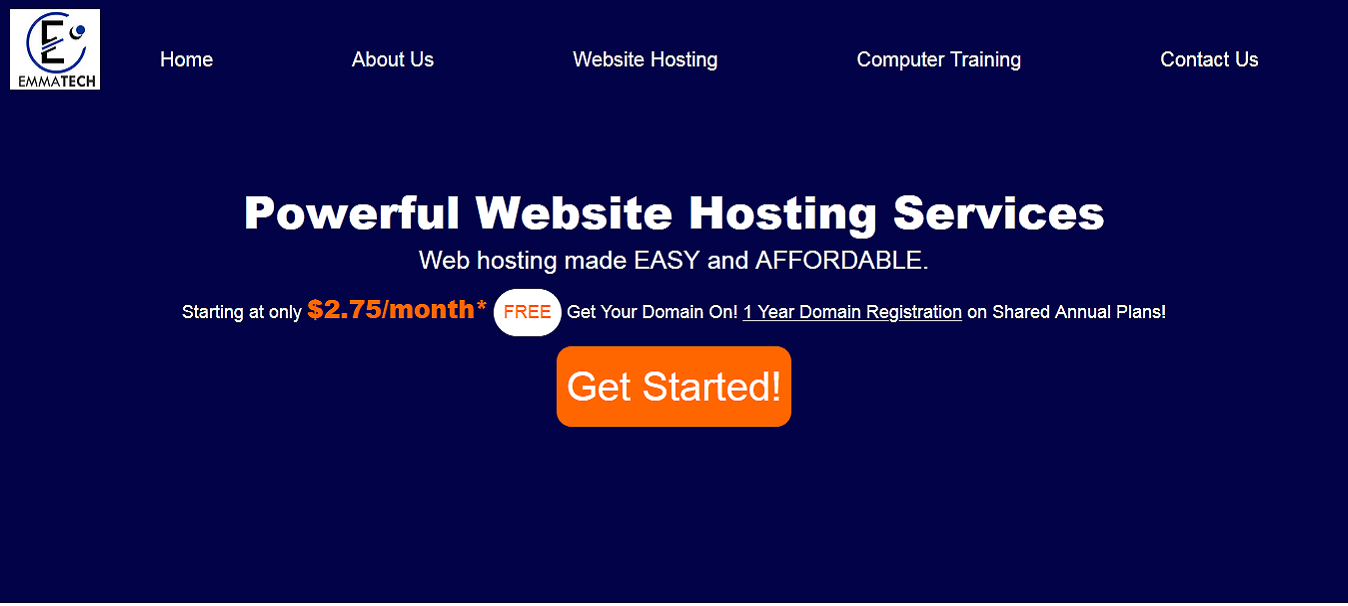 EMMATECH
Home About Us Website Hosting Computer Training Contact Us
Powerful Website Hosting Services
Web hosting made EASY and AFFORDABLE.
Starting at only $2.75/month* FREE Get Your Domain On! 1 Year Domain Registration on Shared Annual Plans!
Get Started!